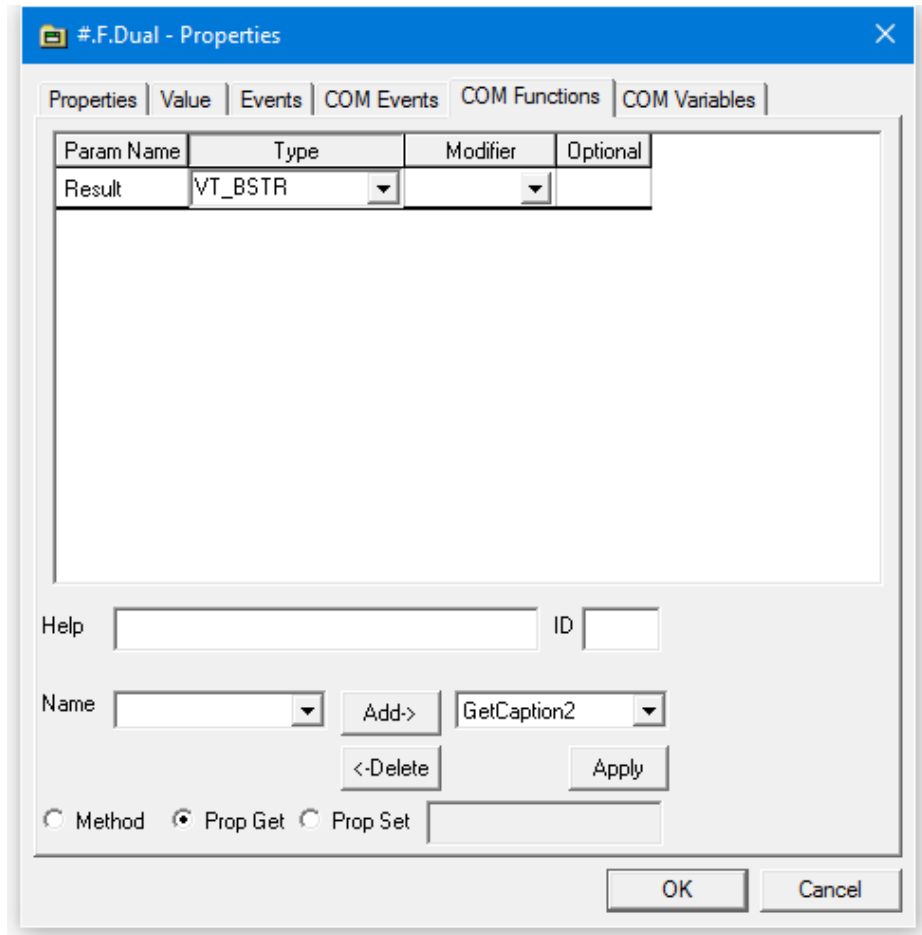 #.F.Dual - Properties
Properties Value Events COM Events COM Functions COM Variables
Param Name Type Modifier Optional
Result VT_BSTR
Help ID
Name Add-> GetCaption2
<-Delete Apply
Method Prop Get Prop Set
OK Cancel